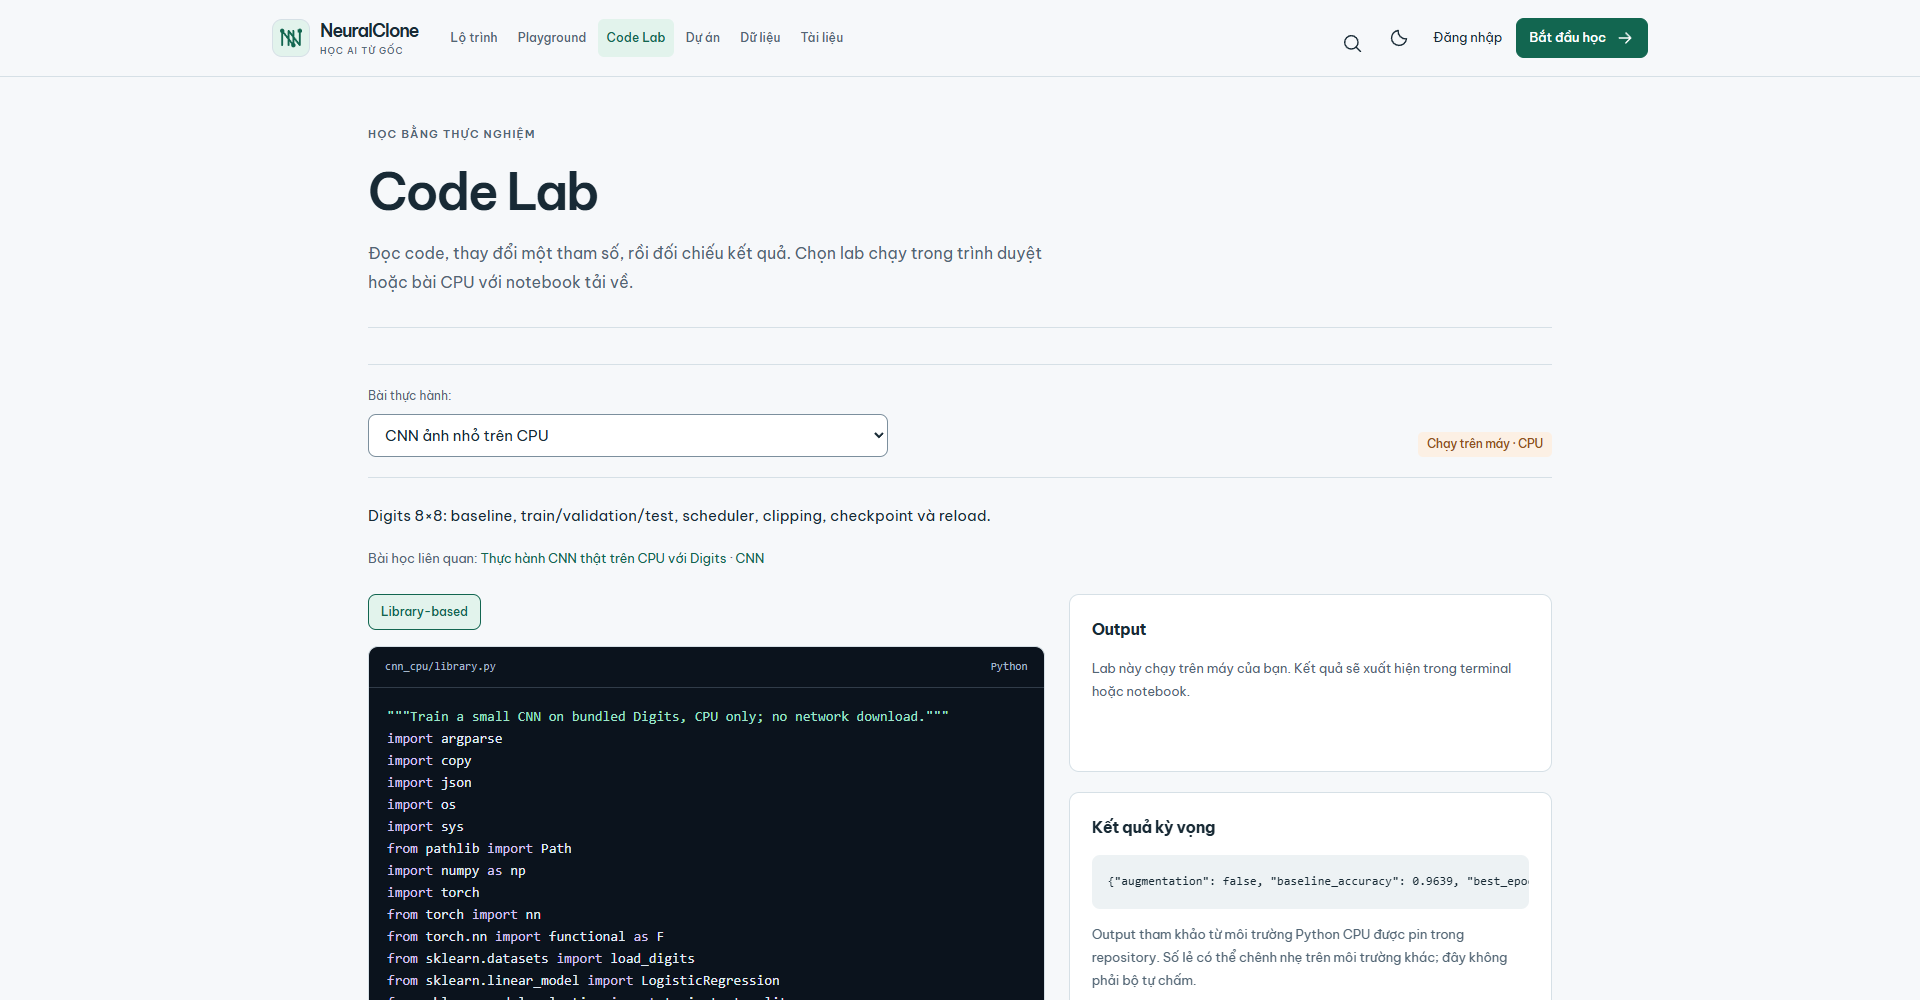 NeuralClone
HỌC AI TỪ GỐC
Lộ trình
Playground
Code Lab
Dự án
Dữ liệu
Tài liệu
Đăng nhập
Bắt đầu học
HỌC BẰNG THỰC NGHIỆM
Code Lab
Đọc code, thay đổi một tham số, rồi đối chiếu kết quả. Chọn lab chạy trong trình duyệt
hoặc bài CPU với notebook tải về.
Bài thực hành:
CNN ảnh nhỏ trên CPU
Chạy trên máy · CPU
Digits 8×8: baseline, train/validation/test, scheduler, clipping, checkpoint và reload.
Bài học liên quan: Thực hành CNN thật trên CPU với Digits · CNN
Library-based
cnn_cpu/library.py
Python
"""Train a small CNN on bundled Digits, CPU only; no network download."""
import argparse
import copy
import json
import os
import sys
from pathlib import Path
import numpy as np
import torch
from torch import nn
from torch.nn import functional as F
from sklearn.datasets import load_digits
from sklearn.linear_model import LogisticRegression
Output
Lab này chạy trên máy của bạn. Kết quả sẽ xuất hiện trong terminal
hoặc notebook.
Kết quả kỳ vọng
{"augmentation": false, "baseline_accuracy": 0.9639, "best_epo
Output tham khảo từ môi trường Python CPU được pin trong
repository. Số lẻ có thể chênh nhẹ trên môi trường khác; đây không
phải bộ tự chấm.